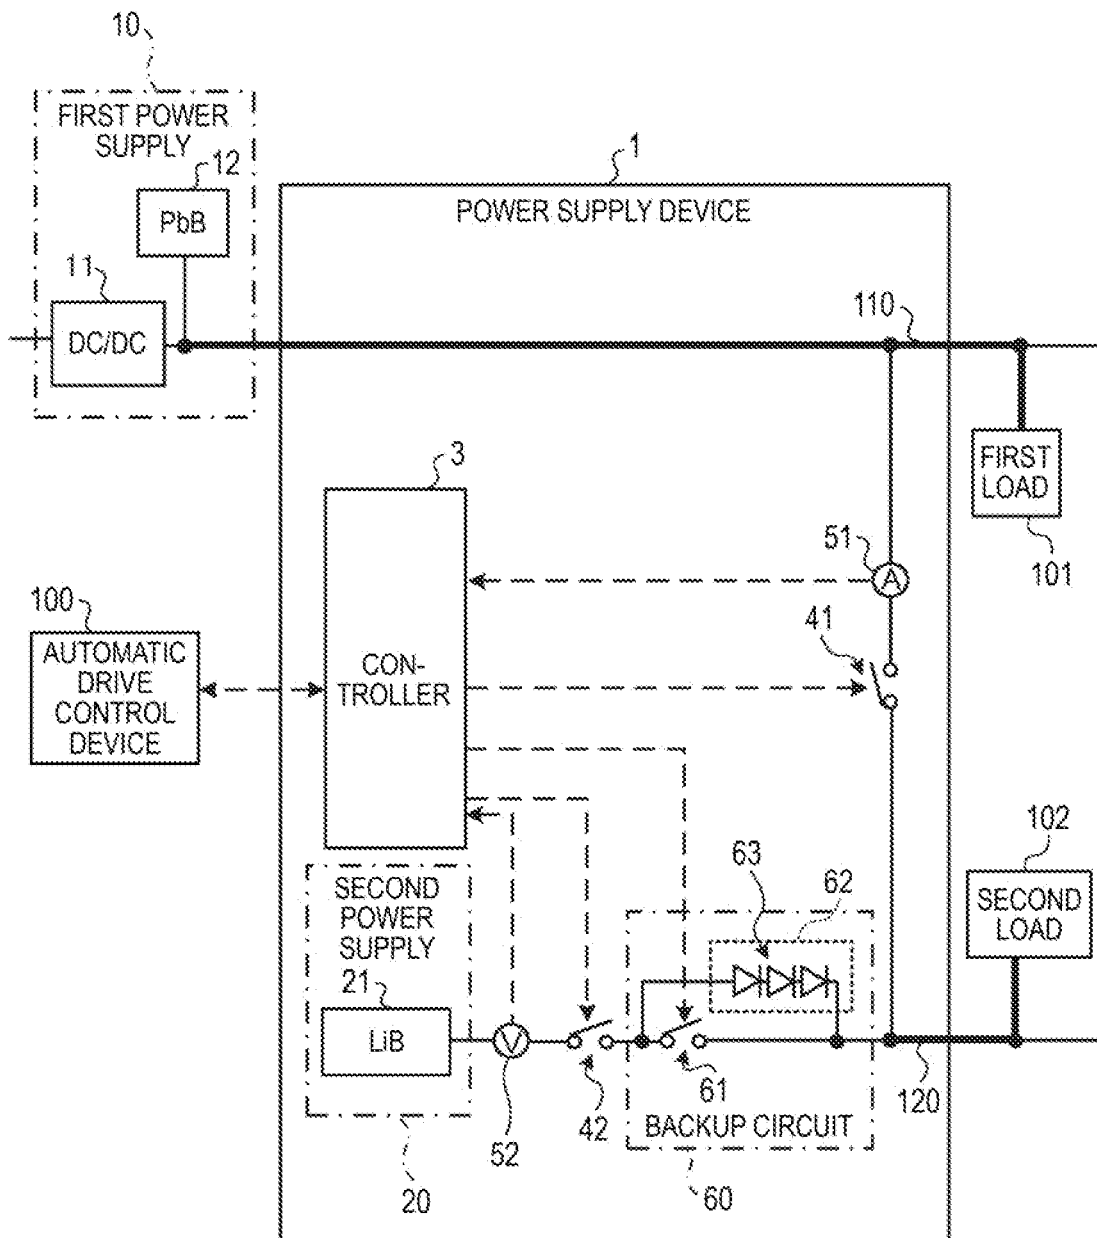 10
FIRST POWER
SUPPLY
12
PbB
11
DC/DC
1
POWER SUPPLY DEVICE
110
FIRST
LOAD
101
3
CON-
TROLLER
51
A
41
100
AUTOMATIC
DRIVE
CONTROL
DEVICE
102
SECOND
LOAD
63
62
SECOND
POWER
SUPPLY
21
LiB
V
52
42
61
120
BACKUP CIRCUIT
20
60